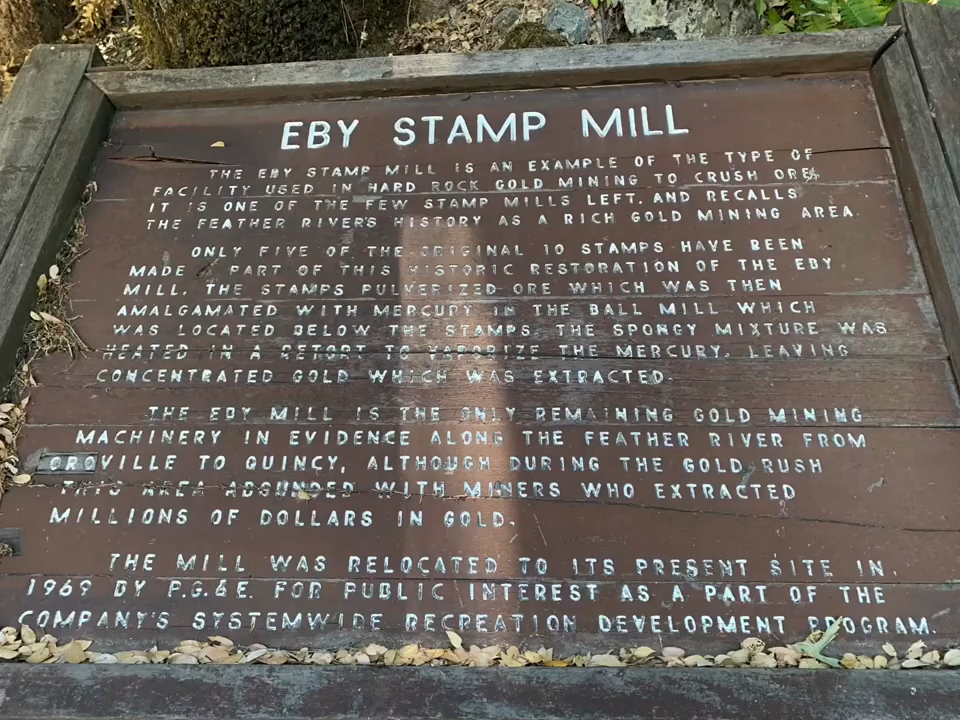 EBY STAMP MILL
THE EBY STAMP MILL IS AN EXAMPLE OF THE TYPE OF
FACILITY USED IN HARD ROCK GOLD MINING TO CRUSH ORE.
IT IS ONE OF THE FEW STAMP MILLS LEFT, AND RECALLS
THE FEATHER RIVER'S HISTORY AS A RICH GOLD MINING AREA.
ONLY FIVE OF THE ORIGINAL 10 STAMPS HAVE BEEN
MADE A PART OF THIS HISTORIC RESTORATION OF THE EBY
MILL. THE STAMPS PULVERIZED ORE WHICH WAS THEN
AMALGAMATED WITH MERCURY IN THE BALL MILL WHICH
WAS LOCATED BELOW THE STAMPS. THE SPONGY MIXTURE WAS
HEATED IN A RETORT TO VAPORIZE THE MERCURY, LEAVING
CONCENTRATED GOLD WHICH WAS EXTRACTED.
THE EBY MILL IS THE ONLY REMAINING GOLD MINING
MACHINERY IN EVIDENCE ALONG THE FEATHER RIVER FROM
OROVILLE TO QUINCY, ALTHOUGH DURING THE GOLD RUSH
THIS AREA ABOUNDED WITH MINERS WHO EXTRACTED
MILLIONS OF DOLLARS IN GOLD.
THE MILL WAS RELOCATED TO ITS PRESENT SITE IN
1969 BY P.G.&E. FOR PUBLIC INTEREST AS A PART OF THE
COMPANY'S SYSTEMWIDE RECREATION DEVELOPMENT PROGRAM.